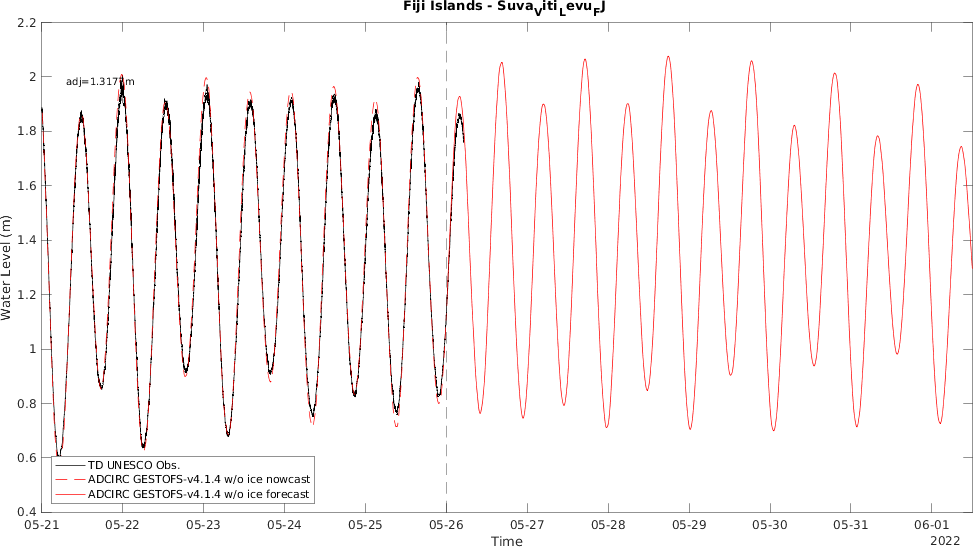 Fiji Islands - SuvaVitiLevuFJ
2.2
2
adj=1.3177m
1.8
1.6
1.4
1.2
1
0.8
0.6
0.4
Water Level (m)
TD UNESCO Obs.
ADCIRC GESTOFS-v4.1.4 w/o ice nowcast
ADCIRC GESTOFS-v4.1.4 w/o ice forecast
05-21 05-22 05-23 05-24 05-25 05-26 05-27 05-28 05-29 05-30 05-31 06-01
Time
2022